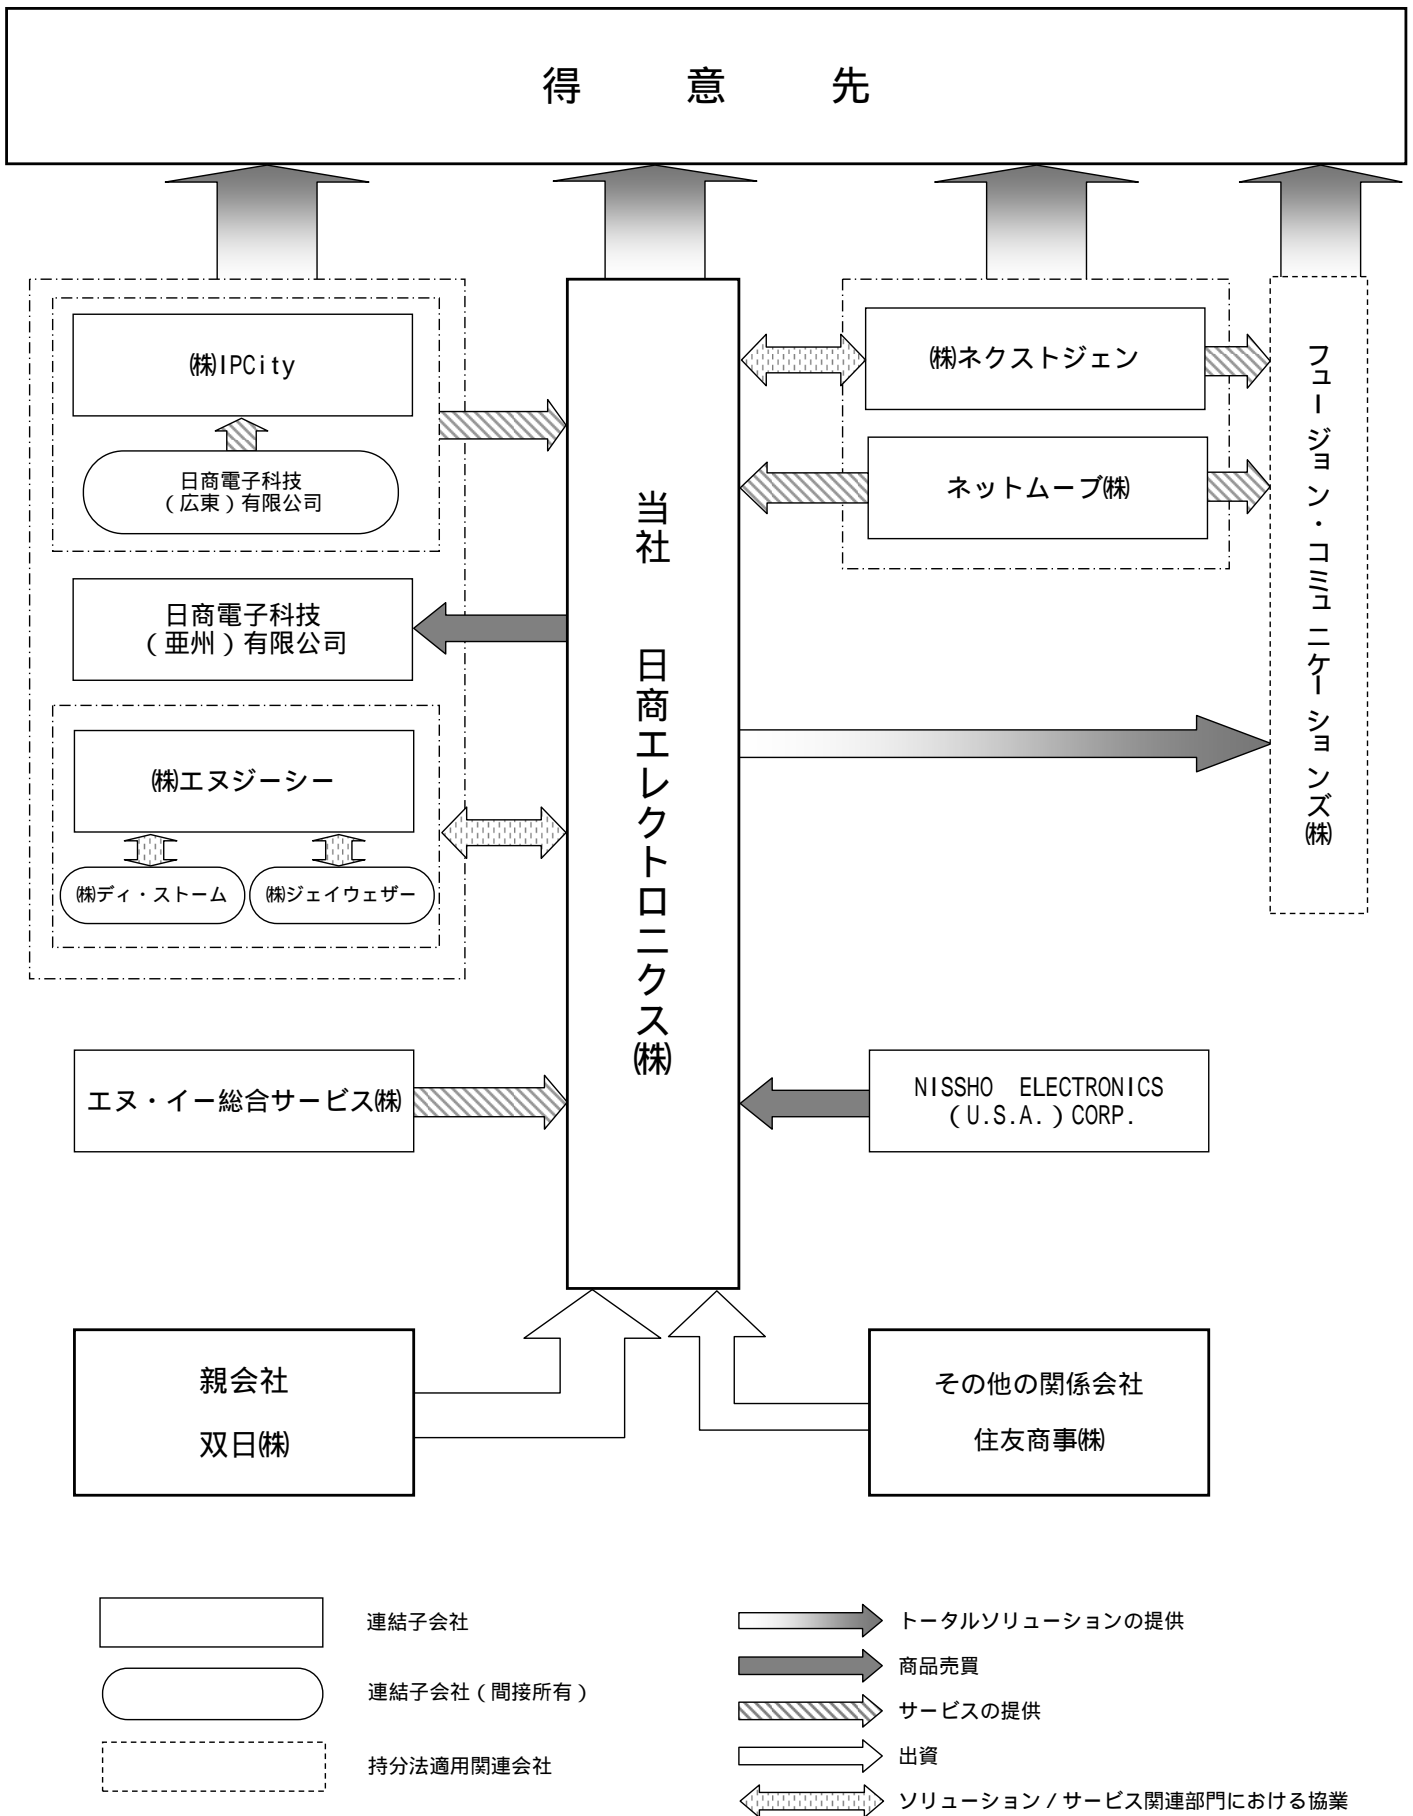 得意先
㈱IPCity
日商電子科技
（広東）有限公司
日商電子科技
（亜州）有限公司
㈱エヌジーシー
㈱ディ・ストーム
㈱ジェイウェザー
エヌ・イー総合サービス㈱
当社 日商エレクトロニクス㈱
㈱ネクストジェン
ネットムーブ㈱
フュージョン・コミュニケーションズ㈱
NISSHO ELECTRONICS
（U.S.A.）CORP.
親会社
双日㈱
その他の関係会社
住友商事㈱
連結子会社
連結子会社（間接所有）
持分法適用関連会社
トータルソリューションの提供
商品売買
サービスの提供
出資
ソリューション／サービス関連部門における協業